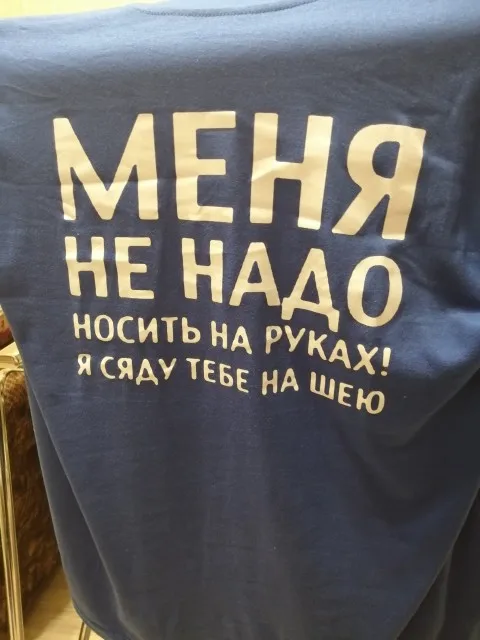 МЕНЯ
НЕ НАДО
НОСИТЬ НА РУКАХ!
Я СЯДУ ТЕБЕ НА ШЕЮ